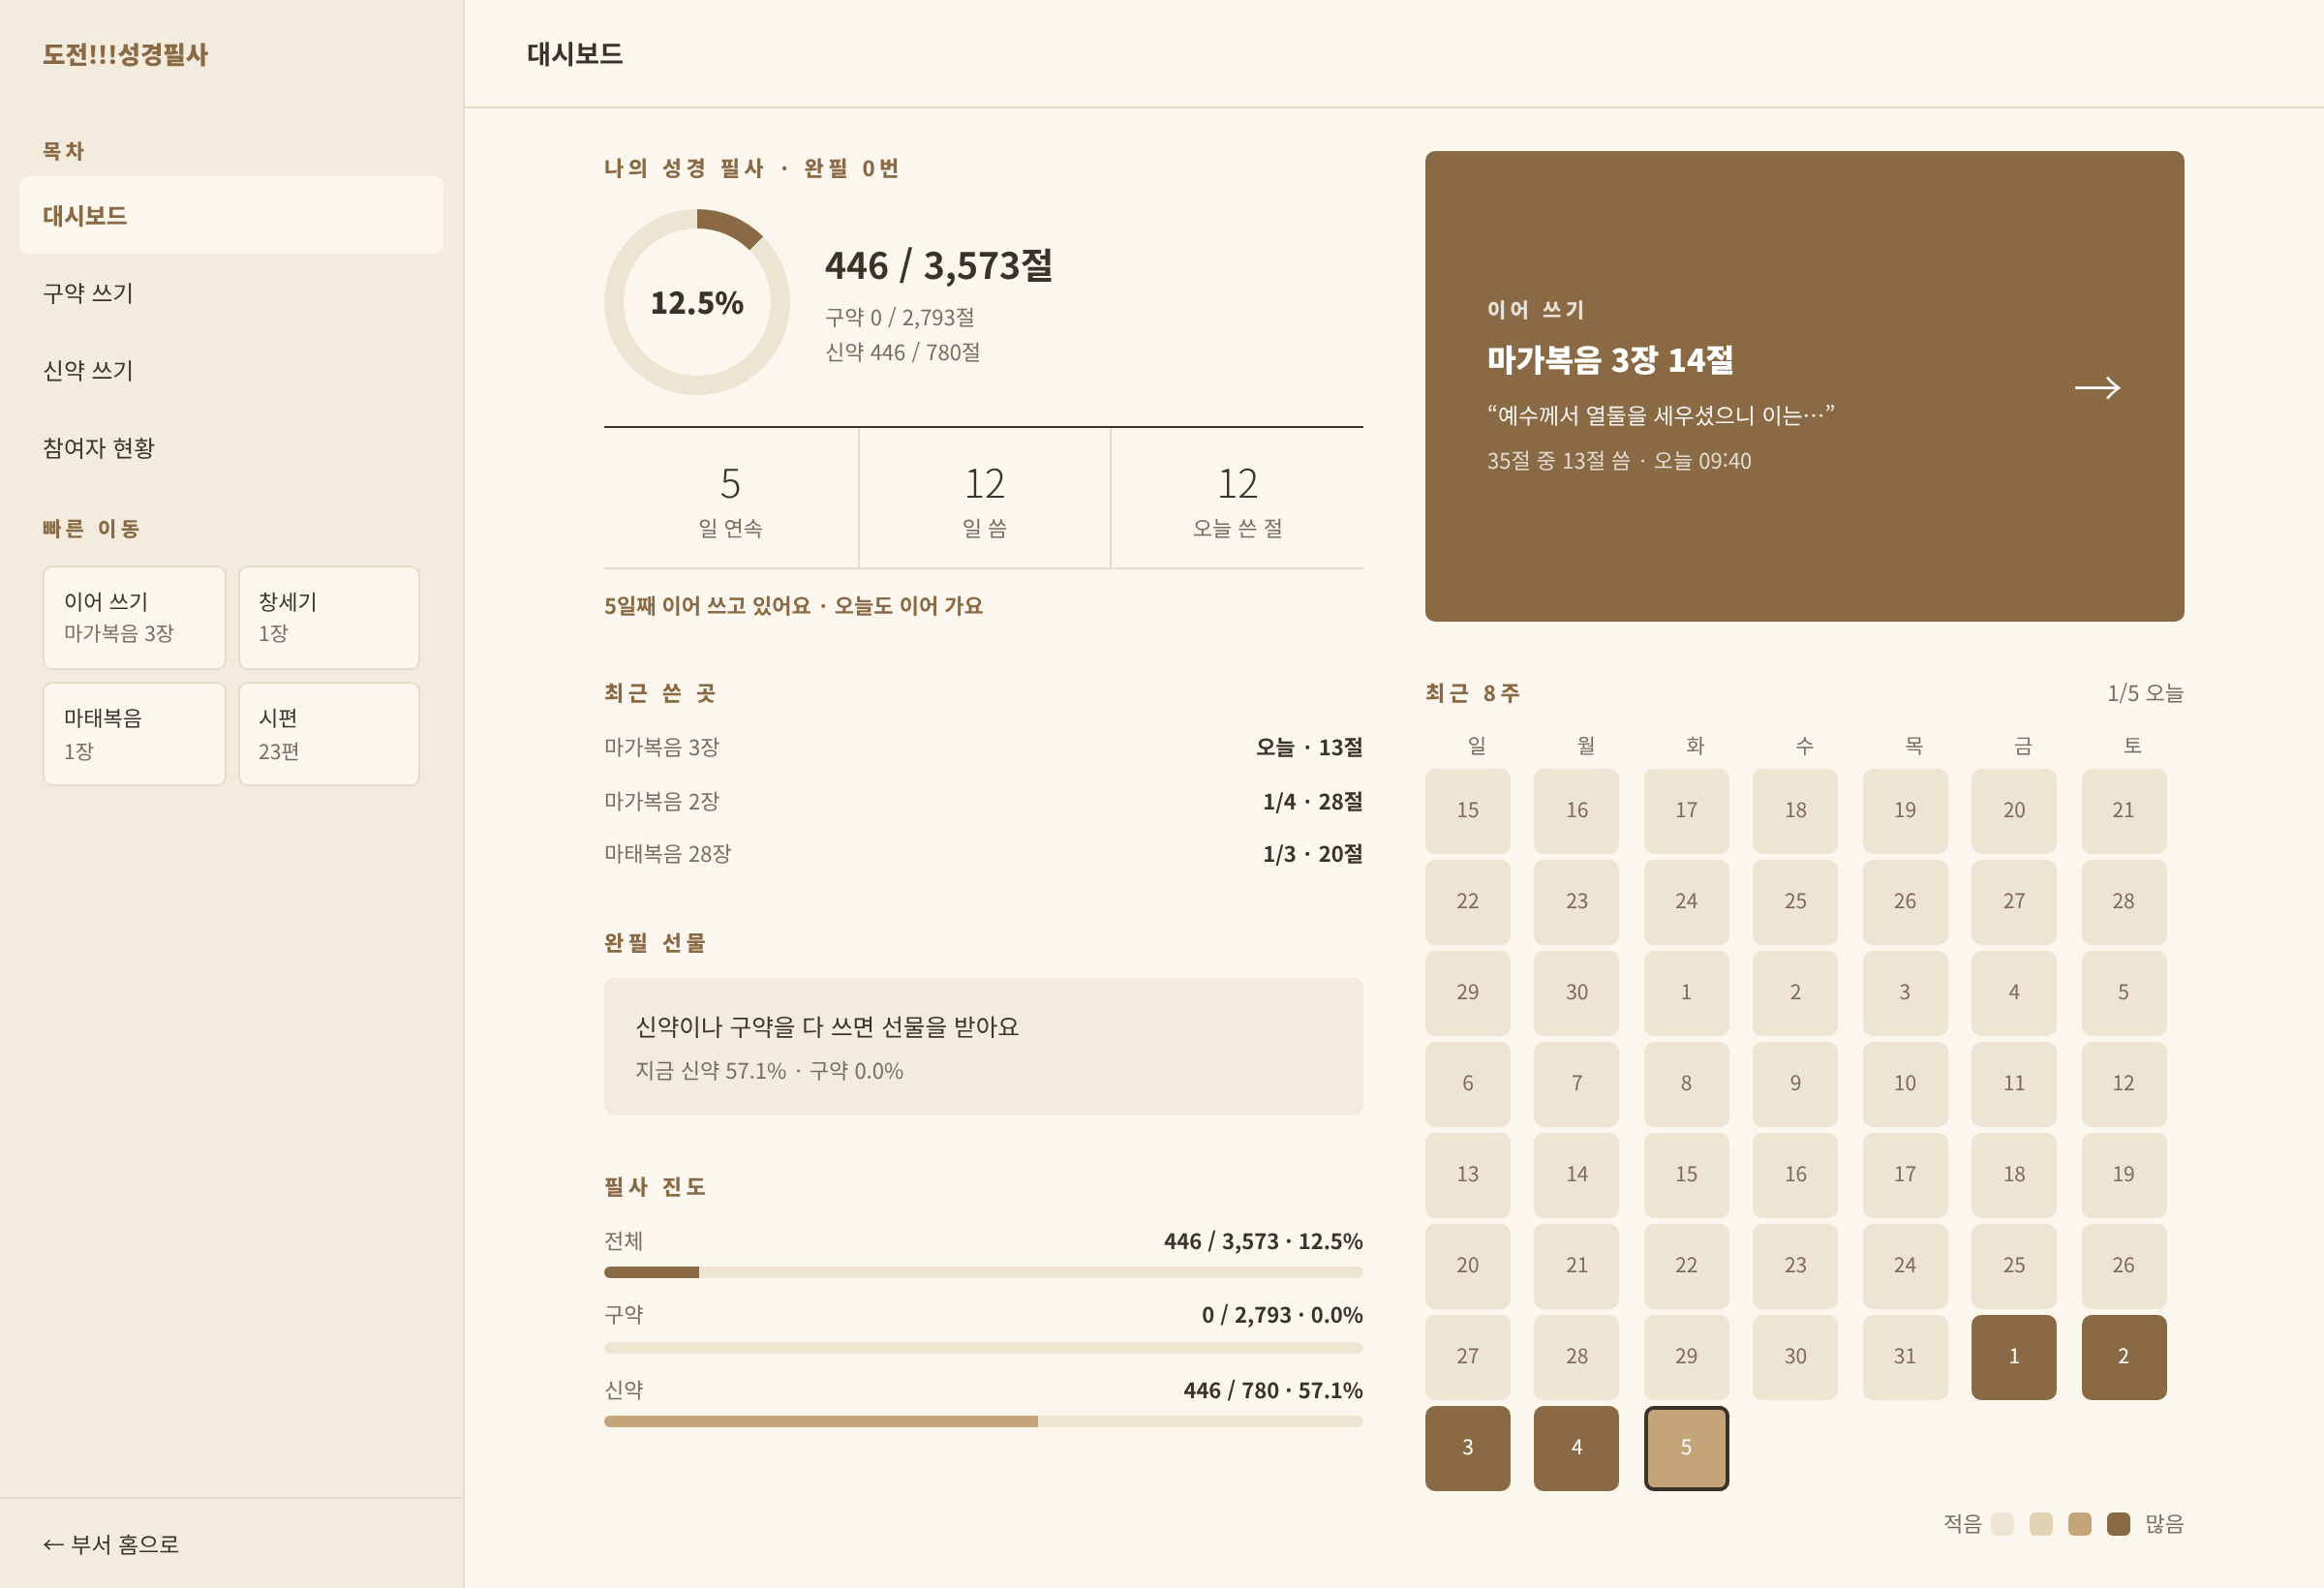 도전!!!성경필사
목차
대시보드
구약 쓰기
신약 쓰기
참여자 현황
빠른 이동
이어 쓰기
마가복음 3장
창세기
1장
마태복음
1장
시편
23편
← 부서 홈으로
대시보드
나의 성경 필사 · 완필 0번
12.5%
446 / 3,573절
구약 0 / 2,793절
신약 446 / 780절
5
일 연속
12
일 씀
12
오늘 쓴 절
5일째 이어 쓰고 있어요 · 오늘도 이어 가요
이어 쓰기
마가복음 3장 14절
“예수께서 열둘을 세우셨으니 이는…”
35절 중 13절 씀 · 오늘 09:40
→
최근 쓴 곳
마가복음 3장 오늘 · 13절
마가복음 2장 1/4 · 28절
마태복음 28장 1/3 · 20절
완필 선물
신약이나 구약을 다 쓰면 선물을 받아요
지금 신약 57.1% · 구약 0.0%
필사 진도
전체 446 / 3,573 · 12.5%
구약 0 / 2,793 · 0.0%
신약 446 / 780 · 57.1%
최근 8주 1/5 오늘
일 월 화 수 목 금 토
15 16 17 18 19 20 21
22 23 24 25 26 27 28
29 30 1 2 3 4 5
6 7 8 9 10 11 12
13 14 15 16 17 18 19
20 21 22 23 24 25 26
27 28 29 30 31 1 2
3 4 5
적음 많음